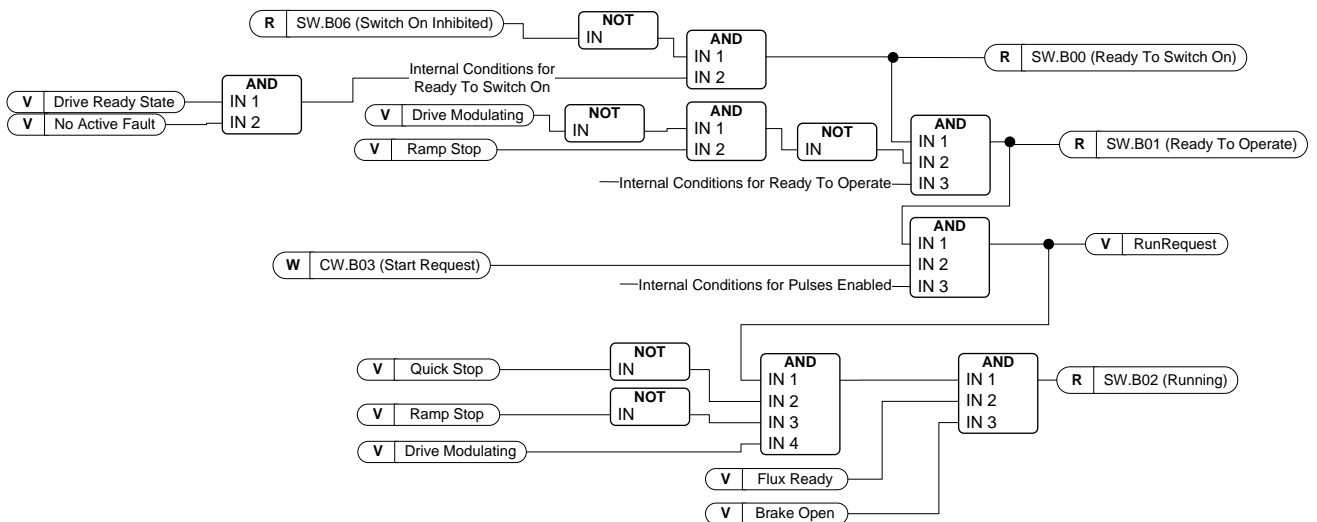 R SW.B06 (Switch On Inhibited)
NOT
IN
AND
IN 1
IN 2
R SW.B00 (Ready To Switch On)
Internal Conditions for
Ready To Switch On
AND
IN 1
IN 2
V Drive Ready State
V No Active Fault
V Drive Modulating
NOT
IN
AND
IN 1
IN 2
V Ramp Stop
NOT
IN
AND
IN 1
IN 2
IN 3
R SW.B01 (Ready To Operate)
Internal Conditions for Ready To Operate
AND
IN 1
IN 2
IN 3
V RunRequest
W CW.B03 (Start Request)
Internal Conditions for Pulses Enabled
V Quick Stop
NOT
IN
V Ramp Stop
NOT
IN
V Drive Modulating
AND
IN 1
IN 2
IN 3
IN 4
AND
IN 1
IN 2
IN 3
R SW.B02 (Running)
V Flux Ready
V Brake Open